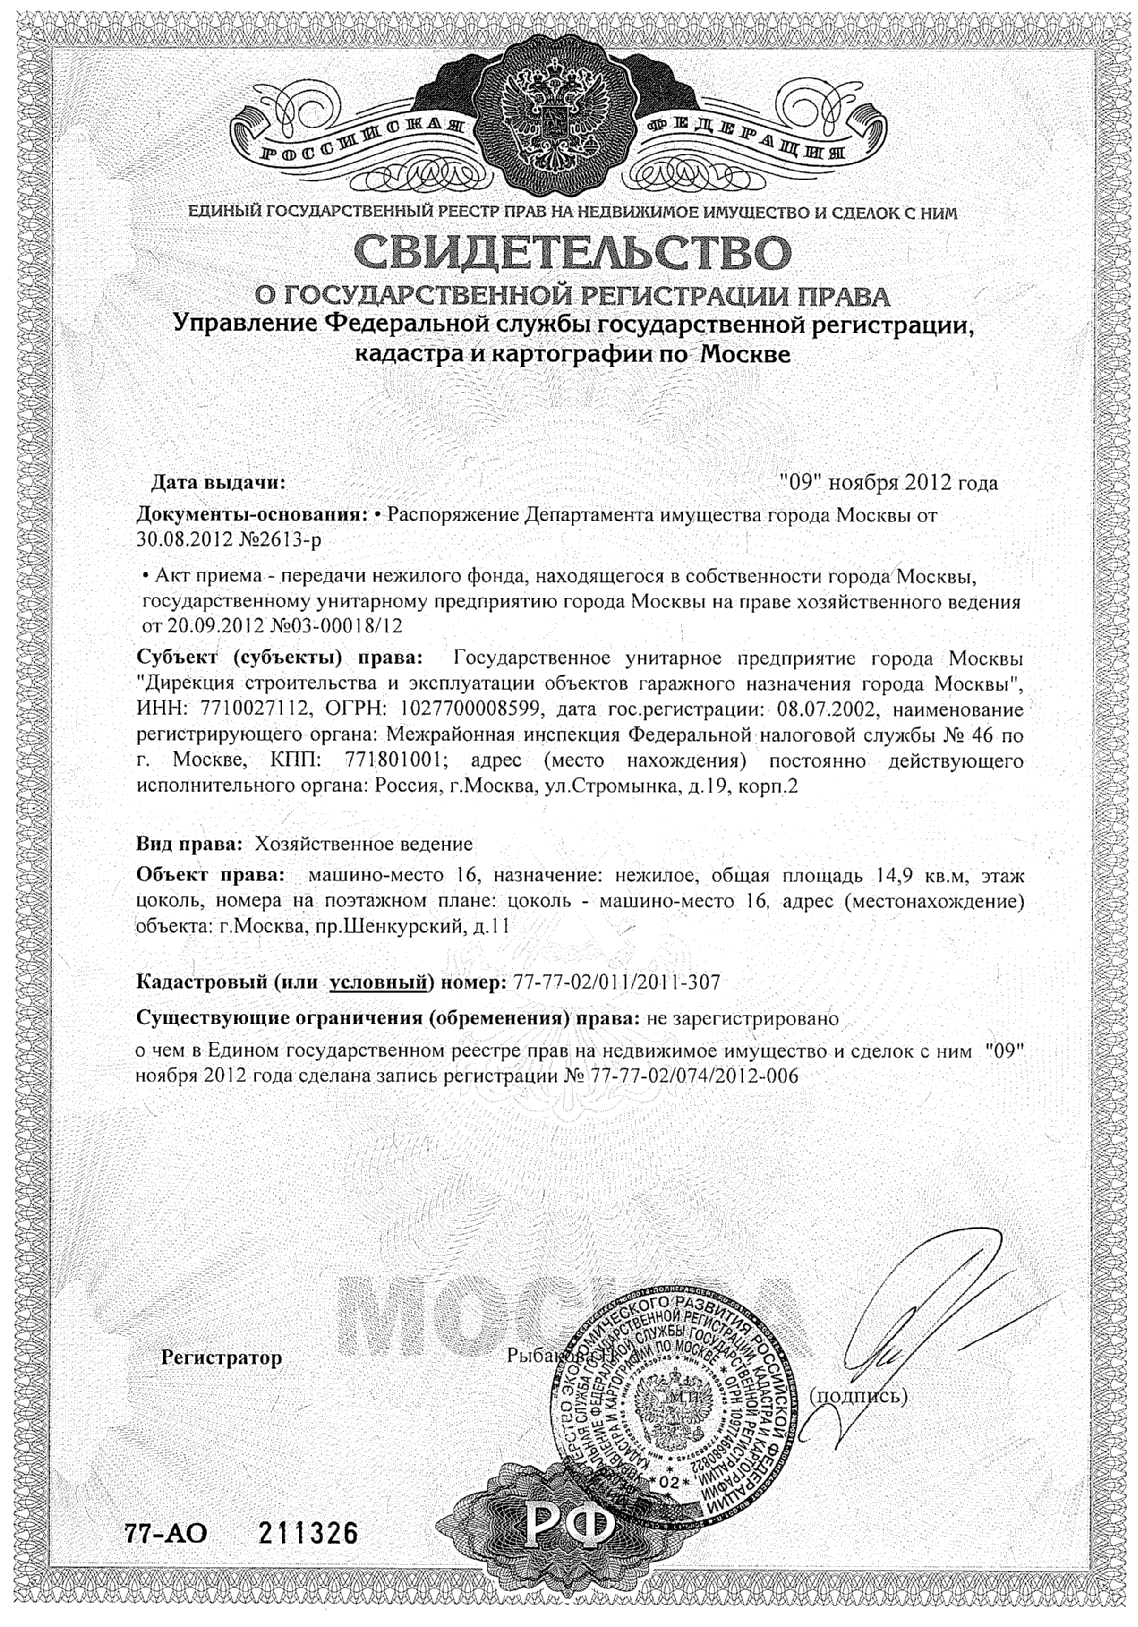 РОССИЙСКАЯ ФЕДЕРАЦИЯ
ЕДИНЫЙ ГОСУДАРСТВЕННЫЙ РЕЕСТР ПРАВ НА НЕДВИЖИМОЕ ИМУЩЕСТВО И СДЕЛОК С НИМ
СВИДЕТЕЛЬСТВО
О ГОСУДАРСТВЕННОЙ РЕГИСТРАЦИИ ПРАВА
Управление Федеральной службы государственной регистрации,
кадастра и картографии по Москве
Дата выдачи: "09" ноября 2012 года
Документы-основания: • Распоряжение Департамента имущества города Москвы от
30.08.2012 №2613-р
• Акт приема - передачи нежилого фонда, находящегося в собственности города Москвы,
государственному унитарному предприятию города Москвы на праве хозяйственного ведения
от 20.09.2012 №03-00018/12
Субъект (субъекты) права: Государственное унитарное предприятие города Москвы
"Дирекция строительства и эксплуатации объектов гаражного назначения города Москвы",
ИНН: 7710027112, ОГРН: 1027700008599, дата гос.регистрации: 08.07.2002, наименование
регистрирующего органа: Межрайонная инспекция Федеральной налоговой службы № 46 по
г. Москве, КПП: 771801001; адрес (место нахождения) постоянно действующего
исполнительного органа: Россия, г.Москва, ул.Стромынка, д.19, корп.2
Вид права: Хозяйственное ведение
Объект права: машино-место 16, назначение: нежилое, общая площадь 14,9 кв.м, этаж
цоколь, номера на поэтажном плане: цоколь - машино-место 16, адрес (местонахождение)
объекта: г.Москва, пр.Шенкурский, д.11
Кадастровый (или условный) номер: 77-77-02/011/2011-307
Существующие ограничения (обременения) права: не зарегистрировано
о чем в Едином государственном реестре прав на недвижимое имущество и сделок с ним "09"
ноября 2012 года сделана запись регистрации № 77-77-02/074/2012-006
МОСКВА
Регистратор
М.П.
(подпись)
*02*
РФ
77-АО 211326